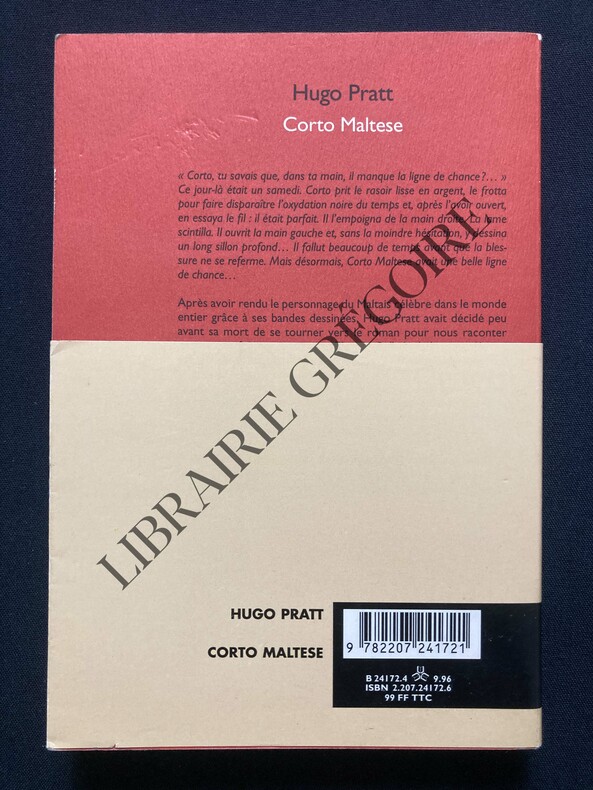 Hugo Pratt
Corto Maltese
« Corto, tu savais que, dans ta main, il manque la ligne de chance ?… »
Ce jour-là était un samedi. Corto prit le rasoir lisse en argent, le frotta
pour faire disparaître l'oxydation noire du temps et, aprés l'avoir ouvert,
en essaya le fil : il était parfait. Il l'empoigna de la main droite. La lame
scintilla. Il ouvrit la main gauche et, sans la moindre hésitation, y dessina
un long sillon profond… Il fallut beaucoup de temps avant que la bles-
sure ne se referme. Mais désormais, Corto Maltese avait une belle ligne
de chance…
Après avoir rendu le personnage du Maltais célèbre dans le monde
entier grâce à ses bandes dessinées, Hugo Pratt avait décidé peu
avant sa mort de se tourner vers le roman pour nous raconter
LIBRAIRIE GRÉGOIRE
HUGO PRATT
CORTO MALTESE
9 782207 241721
B 24172.4 9.96
ISBN 2.207.24172.6
99 FF TTC